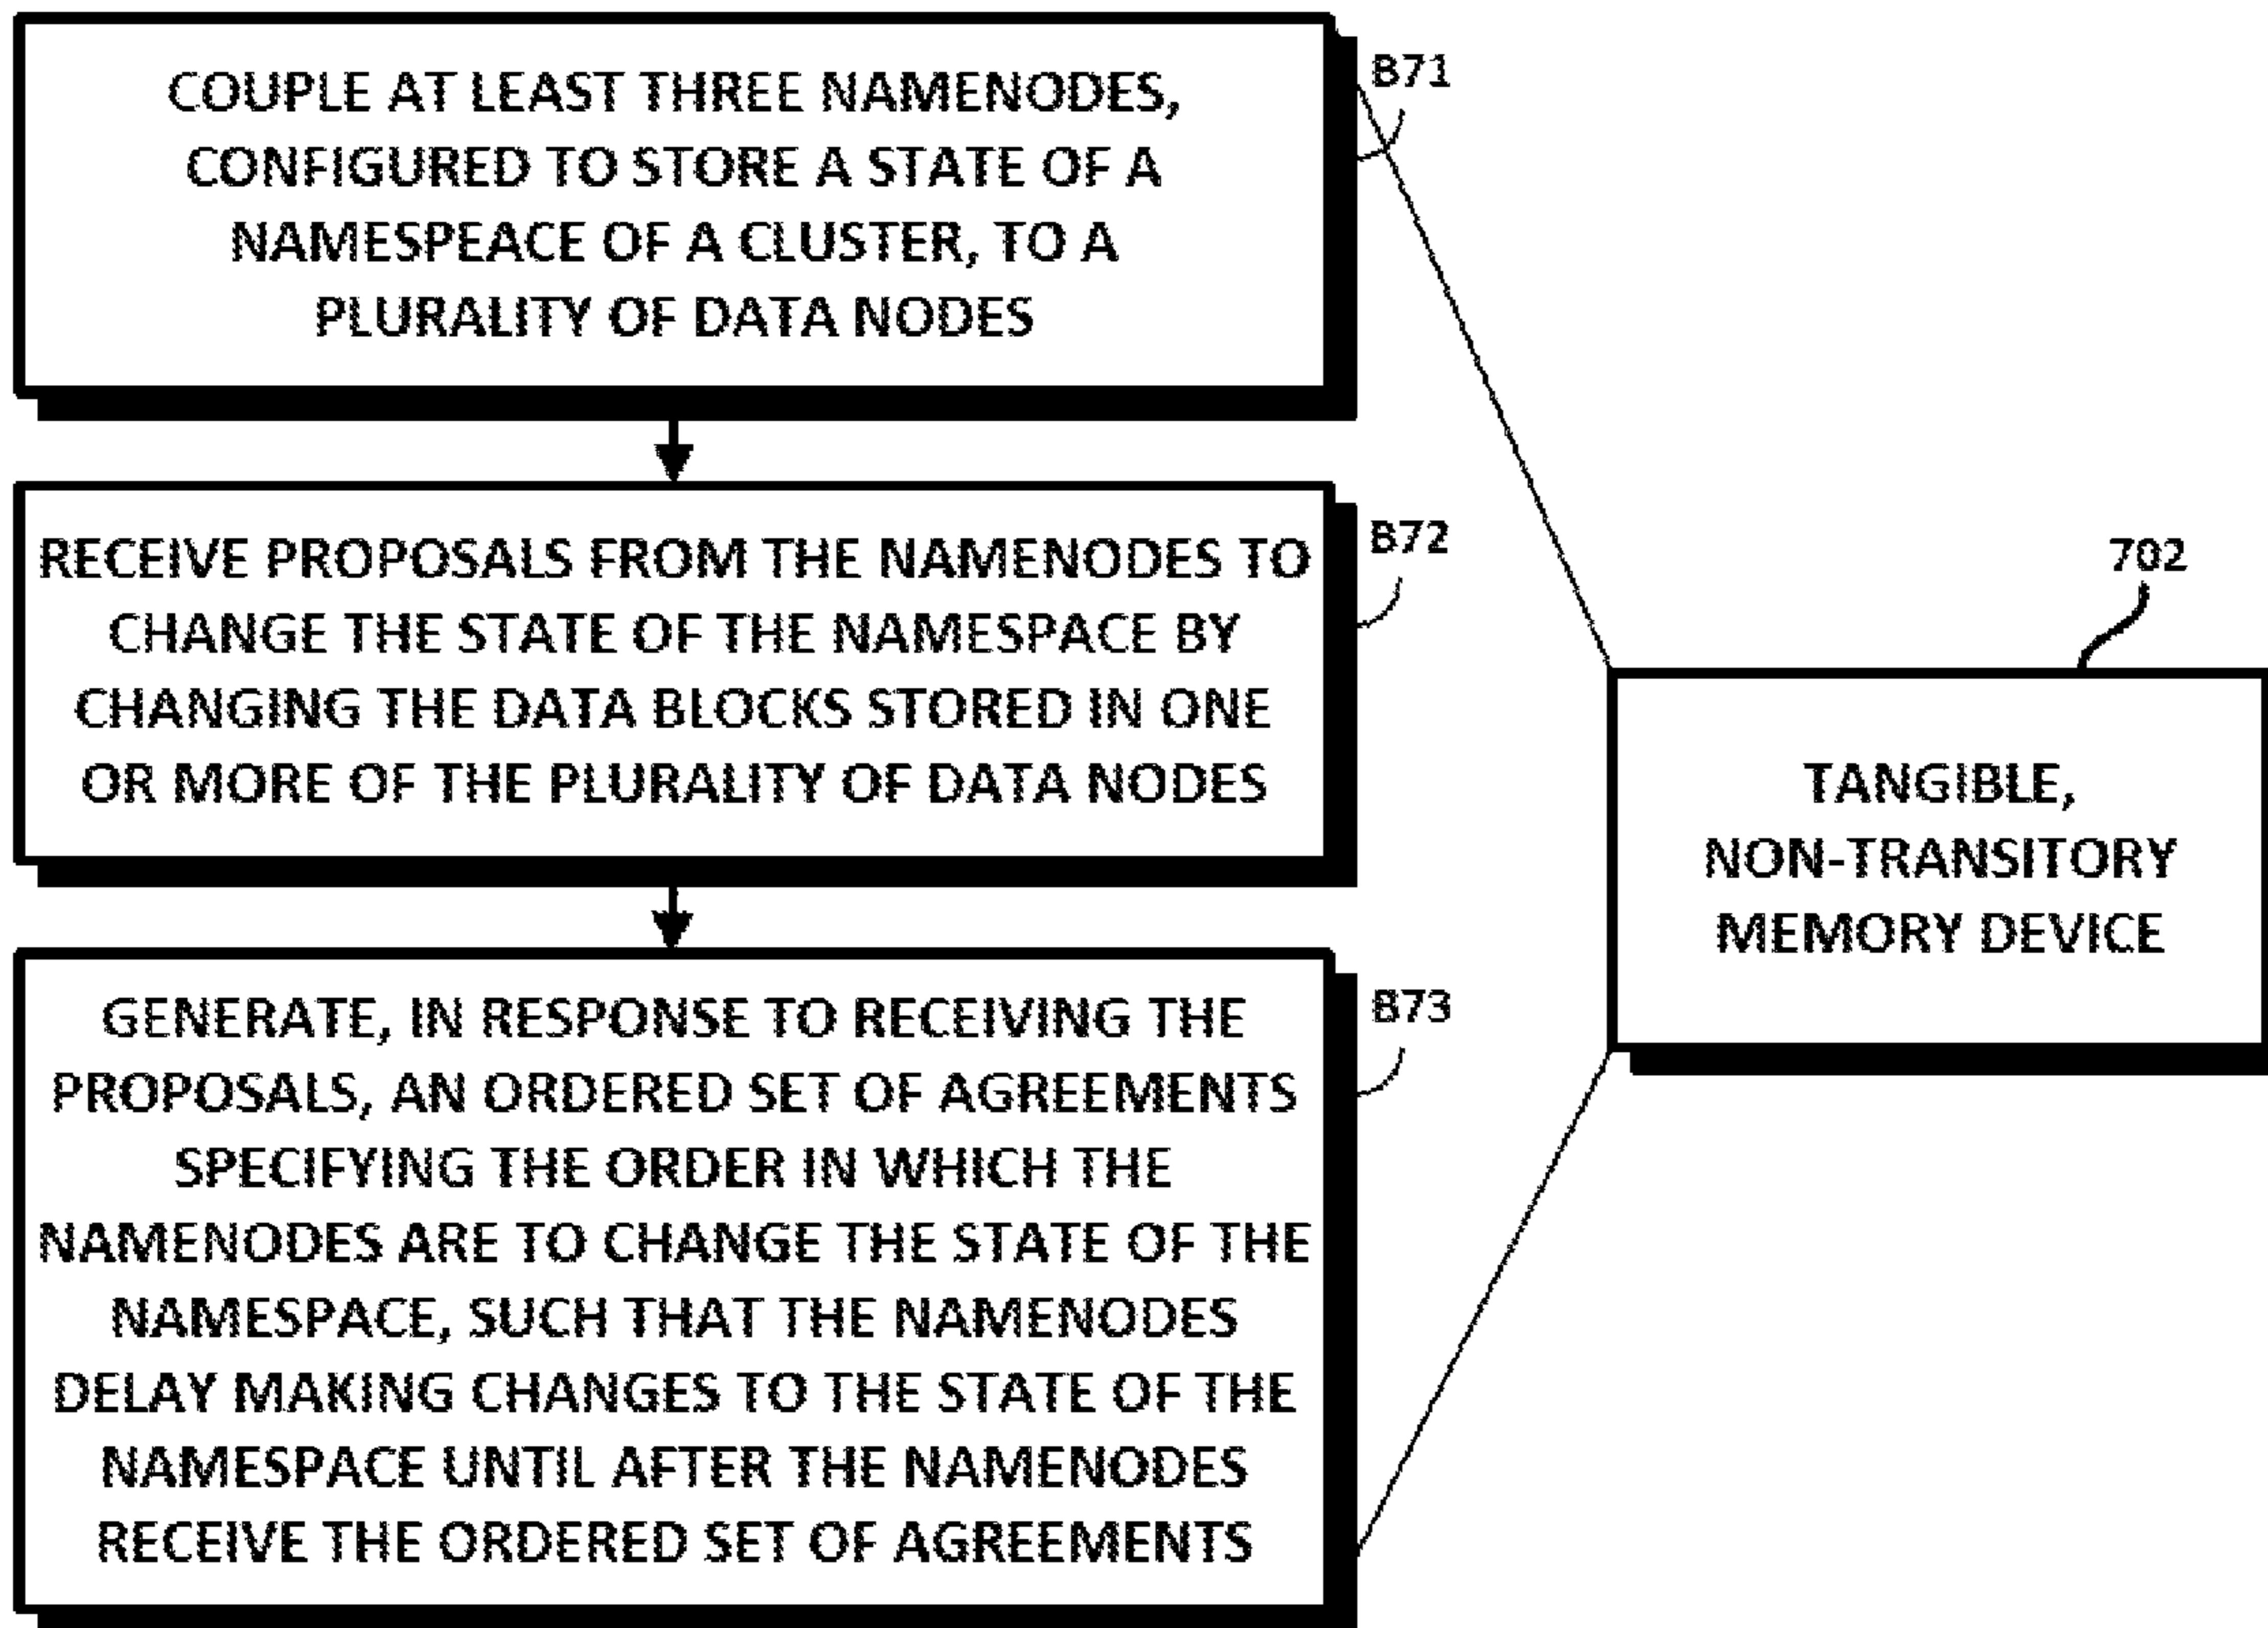 COUPLE AT LEAST THREE NAMENODES,
CONFIGURED TO STORE A STATE OF A
NAMESPEACE OF A CLUSTER, TO A
PLURALITY OF DATA NODES
B71
RECEIVE PROPOSALS FROM THE NAMENODES TO
CHANGE THE STATE OF THE NAMESPACE BY
CHANGING THE DATA BLOCKS STORED IN ONE
OR MORE OF THE PLURALITY OF DATA NODES
B72
GENERATE, IN RESPONSE TO RECEIVING THE
PROPOSALS, AN ORDERED SET OF AGREEMENTS
SPECIFYING THE ORDER IN WHICH THE
NAMENODES ARE TO CHANGE THE STATE OF THE
NAMESPACE, SUCH THAT THE NAMENODES
DELAY MAKING CHANGES TO THE STATE OF THE
NAMESPACE UNTIL AFTER THE NAMENODES
RECEIVE THE ORDERED SET OF AGREEMENTS
B73
702
TANGIBLE,
NON-TRANSITORY
MEMORY DEVICE